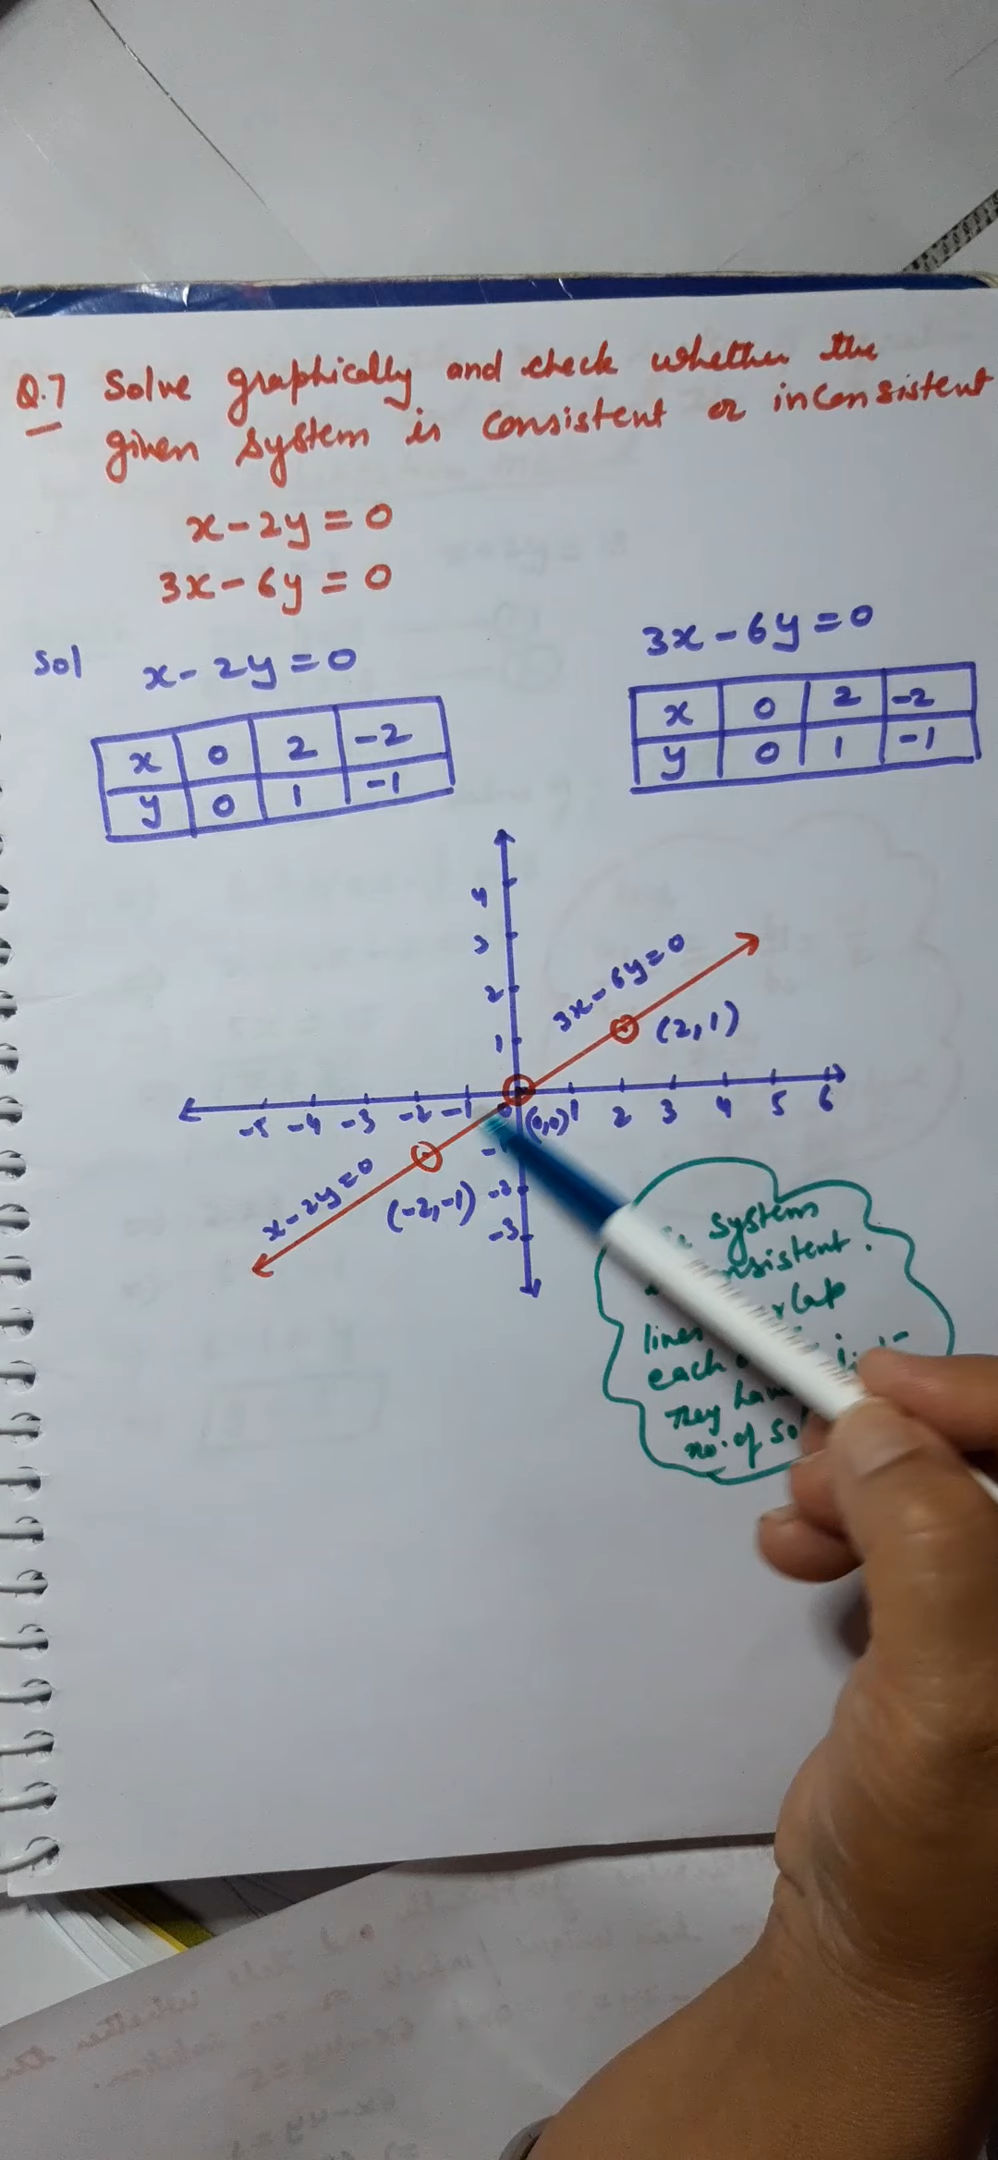 Q.7 Solve graphically and check whether the
given system is consistent or inconsistent
x-2y=0
3x-6y=0
Sol x-2y=0
x 0 2 -2
y 0 1 -1
3x-6y=0
x 0 2 -2
y 0 1 -1
4
3
2
1
3x-6y=0
(2,1)
-5 -4 -3 -2 -1 0 1 2 3 4 5 6
(0,0)
x-2y=0
(-2,-1)
-2
-3
system
lines
each
They
no. of